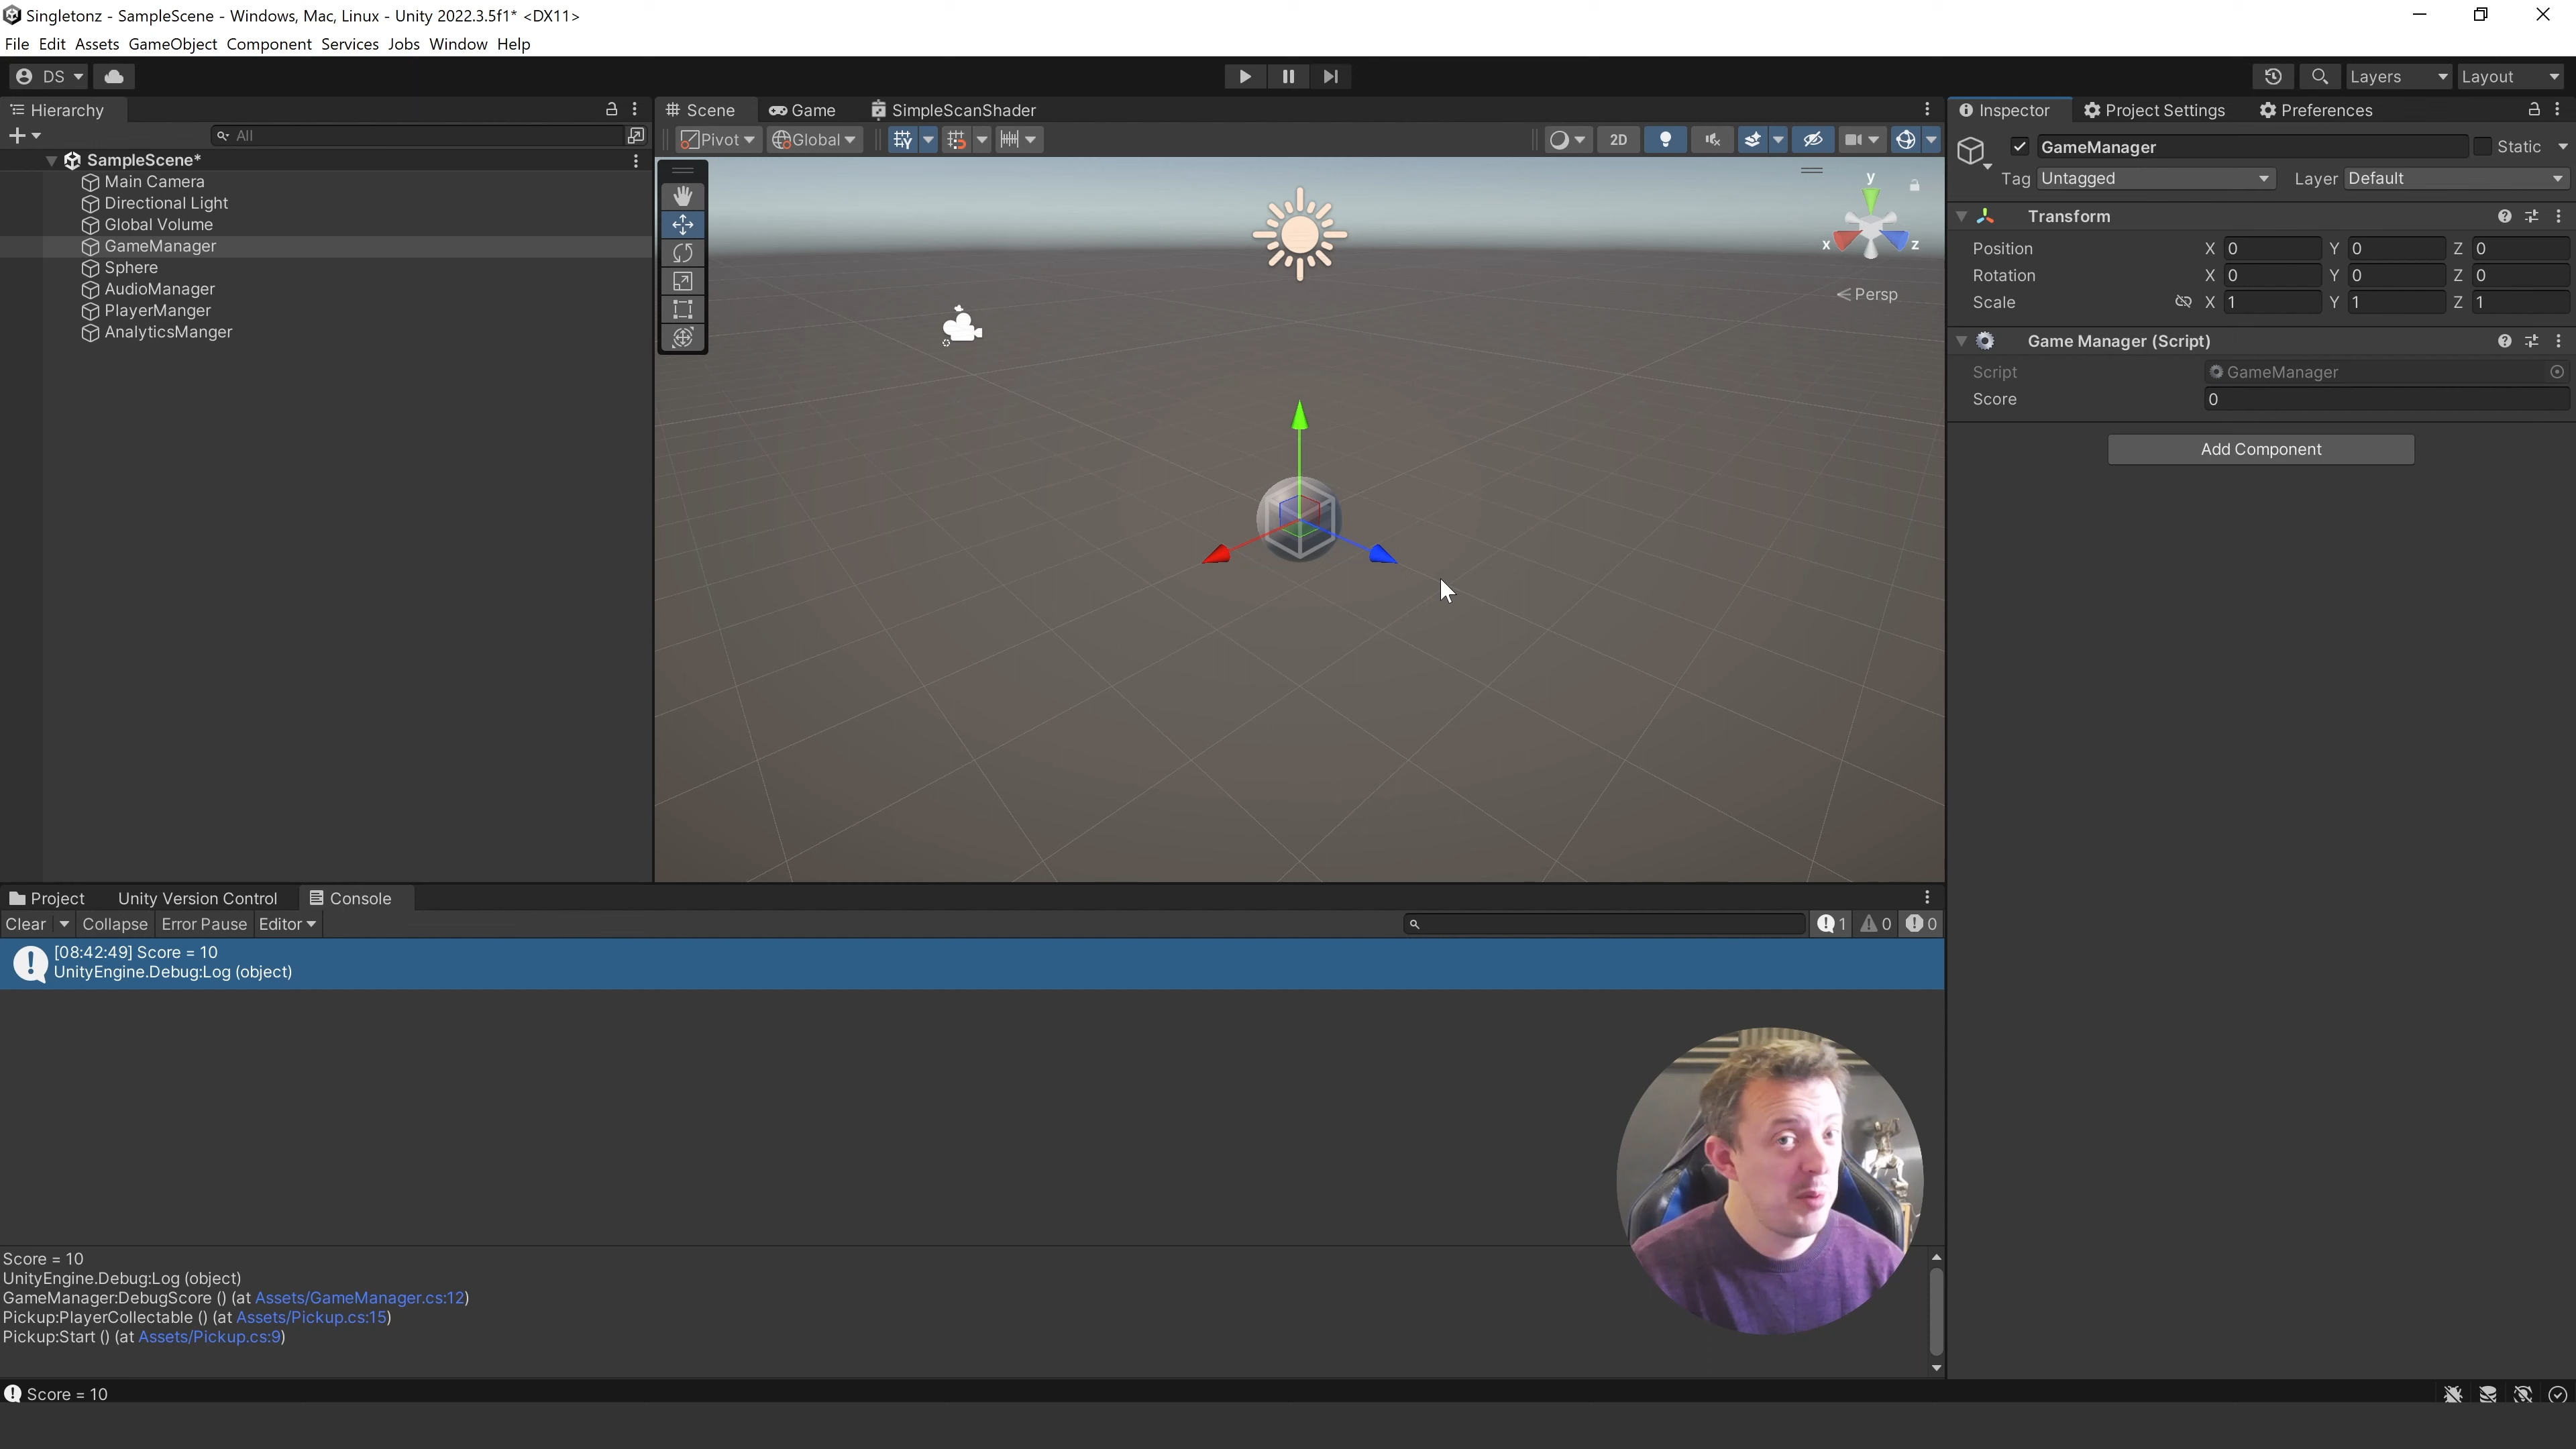 Singletonz - SampleScene - Windows, Mac, Linux - Unity 2022.3.5f1* <DX11>
File Edit Assets GameObject Component Services Jobs Window Help
DS
Layers
Layout
Hierarchy
Scene
Game
SimpleScanShader
Inspector
Project Settings
Preferences
All
Pivot
Global
2D
GameManager
Static
SampleScene*
Main Camera
Directional Light
Global Volume
GameManager
Sphere
AudioManager
PlayerManger
AnalyticsManger
y
x
z
Persp
Tag Untagged
Layer Default
Transform
Position X 0 Y 0 Z 0
Rotation X 0 Y 0 Z 0
Scale X 1 Y 1 Z 1
Game Manager (Script)
Script GameManager
Score 0
Add Component
Project
Unity Version Control
Console
Clear Collapse Error Pause Editor
1 0 0
[08:42:49] Score = 10
UnityEngine.Debug:Log (object)
Score = 10
UnityEngine.Debug:Log (object)
GameManager:DebugScore () (at Assets/GameManager.cs:12)
Pickup:PlayerCollectable () (at Assets/Pickup.cs:15)
Pickup:Start () (at Assets/Pickup.cs:9)
Score = 10